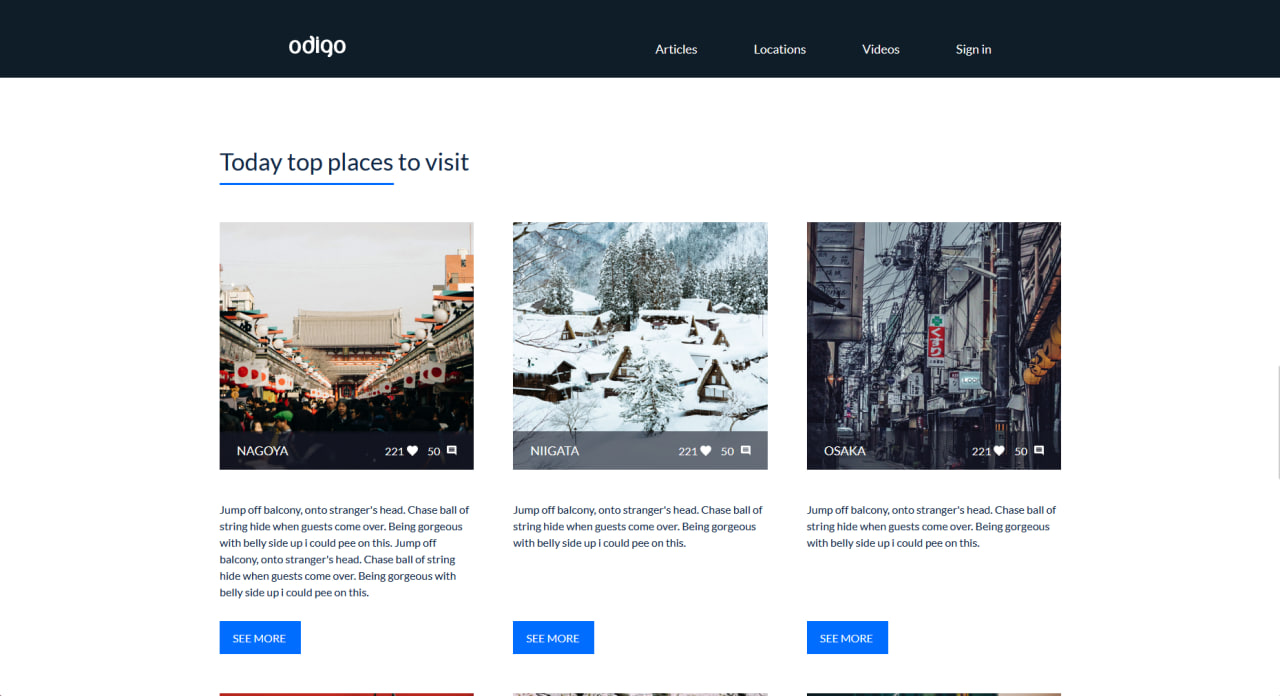 odigo
Articles Locations Videos Sign in
Today top places to visit
くすり
NAGOYA 221 50
NIIGATA 221 50
OSAKA 221 50
Jump off balcony, onto stranger's head. Chase ball of
string hide when guests come over. Being gorgeous
with belly side up i could pee on this. Jump off
balcony, onto stranger's head. Chase ball of string
hide when guests come over. Being gorgeous with
belly side up i could pee on this.
Jump off balcony, onto stranger's head. Chase ball of
string hide when guests come over. Being gorgeous
with belly side up i could pee on this.
Jump off balcony, onto stranger's head. Chase ball of
string hide when guests come over. Being gorgeous
with belly side up i could pee on this.
SEE MORE
SEE MORE
SEE MORE